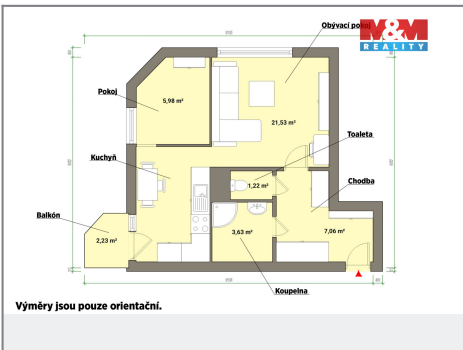 Obývací pokoj
M&M
REALITY
Pokoj
5,98 m²
21,53 m²
Toaleta
Kuchyň
1,22 m²
Chodba
Balkón
2,23 m²
3,63 m²
7,06 m²
Koupelna
Výměry jsou pouze orientační.